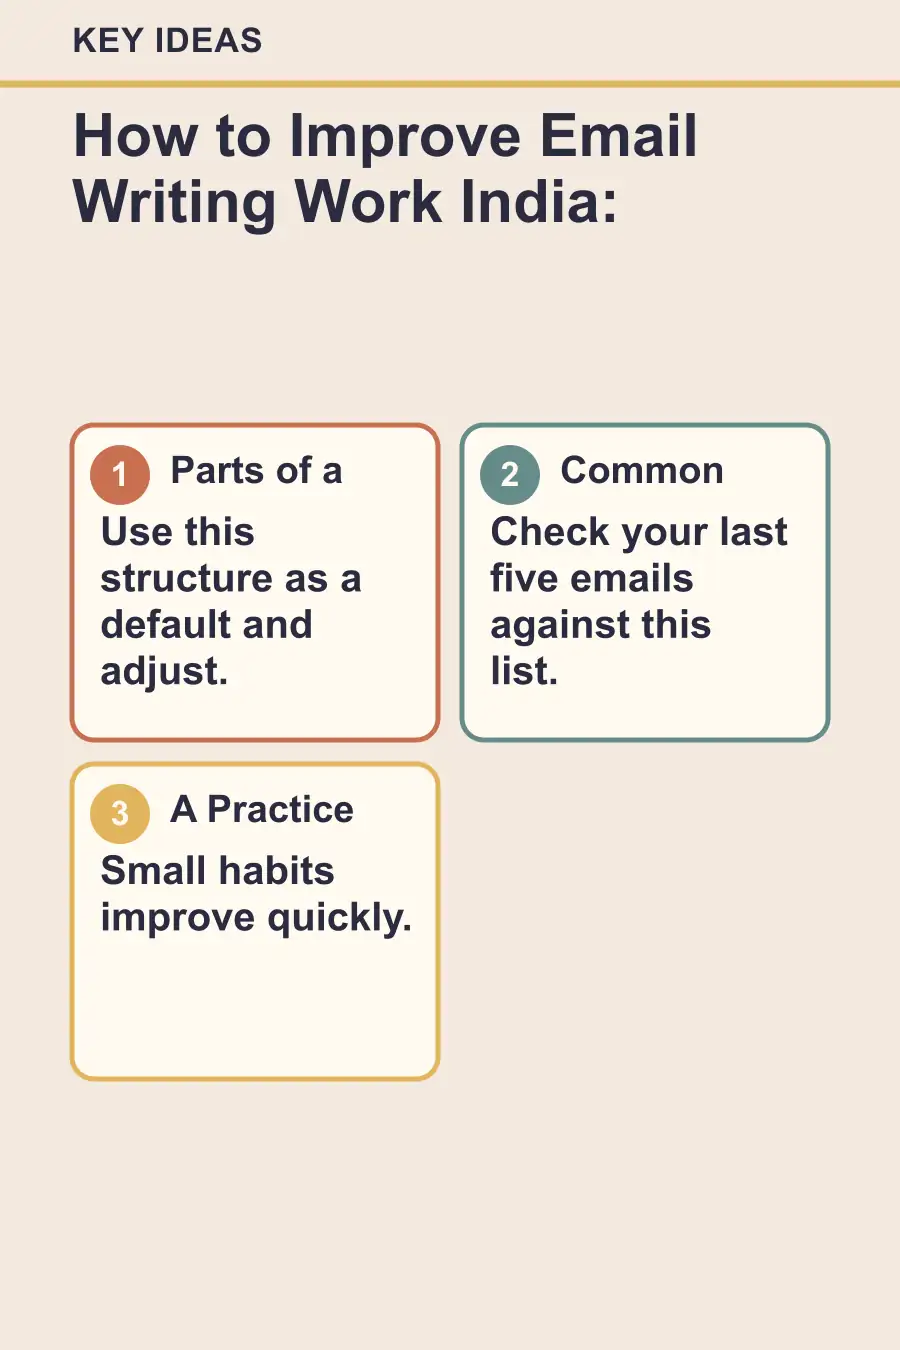 KEY IDEAS
How to Improve Email
Writing Work India:
1 Parts of a
Use this
structure as a
default and
adjust.
2 Common
Check your last
five emails
against this
list.
3 A Practice
Small habits
improve quickly.